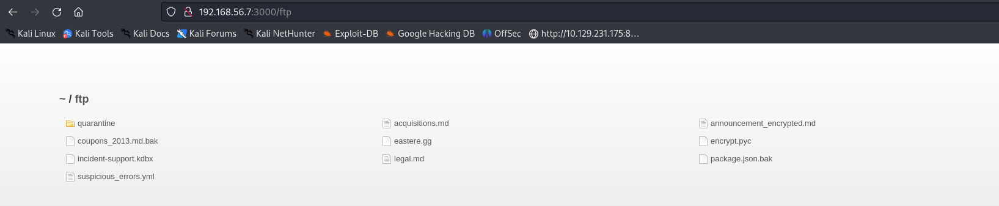 192.168.56.7:3000/ftp
Kali Linux Kali Tools Kali Docs Kali Forums Kali NetHunter Exploit-DB Google Hacking DB OffSec http://10.129.231.175:8...
~ / ftp
quarantine acquisitions.md announcement_encrypted.md
coupons_2013.md.bak eastere.gg encrypt.pyc
incident-support.kdbx legal.md package.json.bak
suspicious_errors.yml